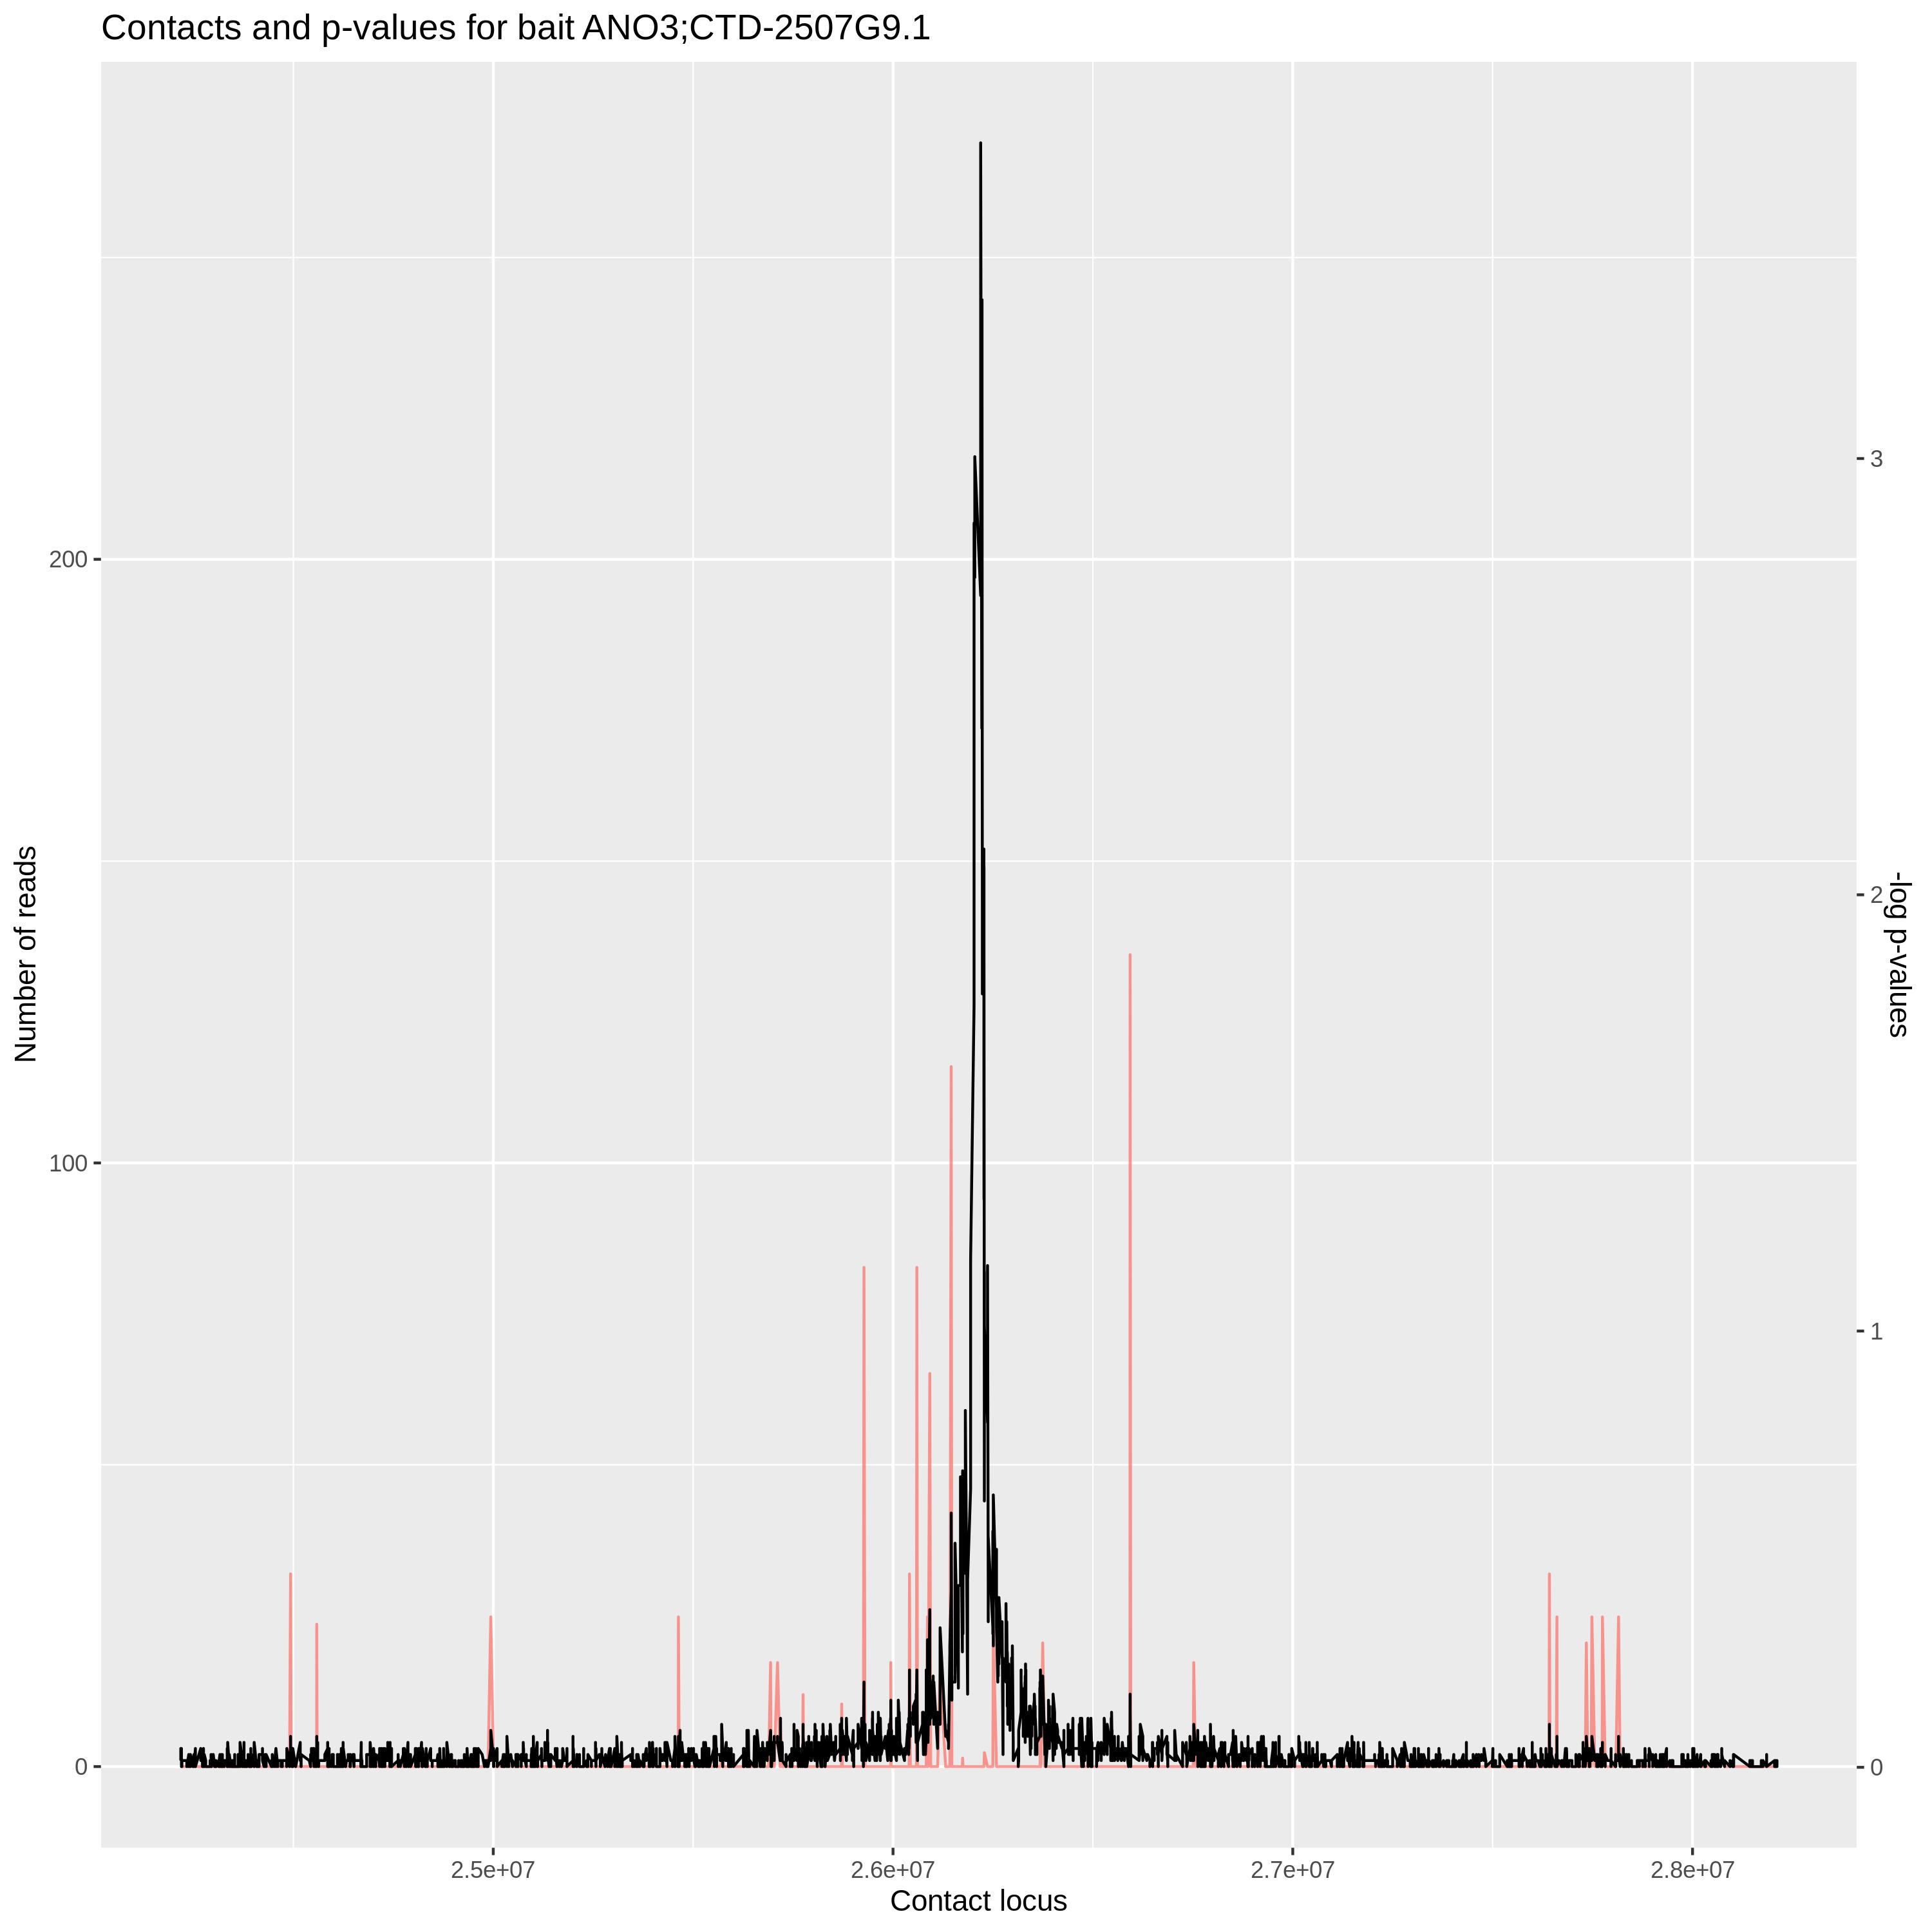 Contacts and p-values for bait ANO3;CTD-2507G9.1
Number of reads
200
100
0
3
2
1
0
-log p-values
2.5e+07
2.6e+07
2.7e+07
2.8e+07
Contact locus